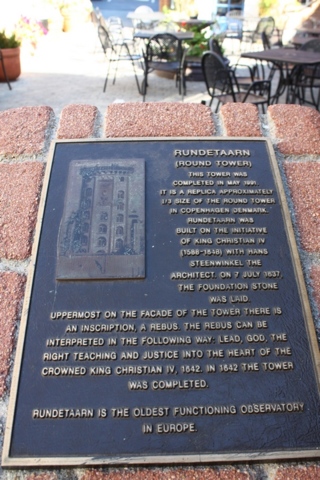 RUNDETAARN
(ROUND TOWER)
THIS TOWER WAS
COMPLETED IN MAY 1991.
IT IS A REPLICA APPROXIMATELY
1/3 SIZE OF THE ROUND TOWER
IN COPENHAGEN DENMARK.
RUNDETAARN WAS
BUILT ON THE INITIATIVE
OF KING CHRISTIAN IV
(1588-1648) WITH HANS
STEENWINKEL THE
ARCHITECT. ON 7 JULY 1637,
THE FOUNDATION STONE
WAS LAID.
UPPERMOST ON THE FACADE OF THE TOWER THERE IS
AN INSCRIPTION, A REBUS. THE REBUS CAN BE
INTERPRETED IN THE FOLLOWING WAY: LEAD, GOD, THE
RIGHT TEACHING AND JUSTICE INTO THE HEART OF THE
CROWNED KING CHRISTIAN IV, 1642. IN 1642 THE TOWER
WAS COMPLETED.
RUNDETAARN IS THE OLDEST FUNCTIONING OBSERVATORY
IN EUROPE.